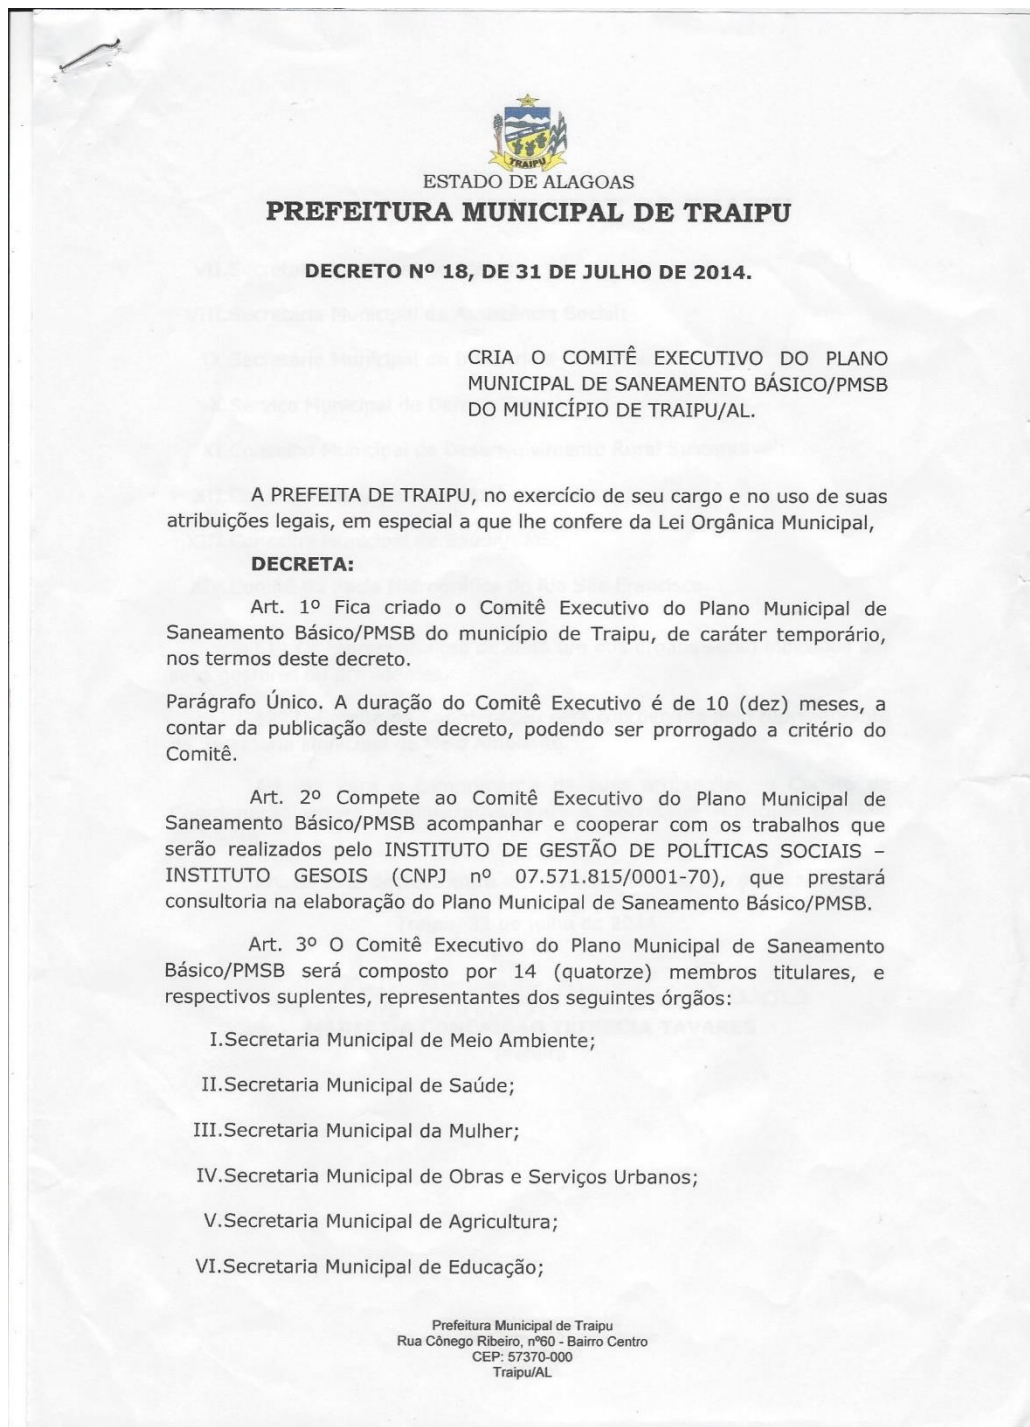 TRAIPU
ESTADO DE ALAGOAS
PREFEITURA MUNICIPAL DE TRAIPU
DECRETO Nº 18, DE 31 DE JULHO DE 2014.
CRIA O COMITÊ EXECUTIVO DO PLANO
MUNICIPAL DE SANEAMENTO BÁSICO/PMSB
DO MUNICÍPIO DE TRAIPU/AL.
A PREFEITA DE TRAIPU, no exercício de seu cargo e no uso de suas
atribuições legais, em especial a que lhe confere da Lei Orgânica Municipal,
DECRETA:
Art. 1º Fica criado o Comitê Executivo do Plano Municipal de
Saneamento Básico/PMSB do município de Traipu, de caráter temporário,
nos termos deste decreto.
Parágrafo Único. A duração do Comitê Executivo é de 10 (dez) meses, a
contar da publicação deste decreto, podendo ser prorrogado a critério do
Comitê.
Art. 2º Compete ao Comitê Executivo do Plano Municipal de
Saneamento Básico/PMSB acompanhar e cooperar com os trabalhos que
serão realizados pelo INSTITUTO DE GESTÃO DE POLÍTICAS SOCIAIS –
INSTITUTO GESOIS (CNPJ nº 07.571.815/0001-70), que prestará
consultoria na elaboração do Plano Municipal de Saneamento Básico/PMSB.
Art. 3º O Comitê Executivo do Plano Municipal de Saneamento
Básico/PMSB será composto por 14 (quatorze) membros titulares, e
respectivos suplentes, representantes dos seguintes órgãos:
I.Secretaria Municipal de Meio Ambiente;
II.Secretaria Municipal de Saúde;
III.Secretaria Municipal da Mulher;
IV.Secretaria Municipal de Obras e Serviços Urbanos;
V.Secretaria Municipal de Agricultura;
VI.Secretaria Municipal de Educação;
Prefeitura Municipal de Traipu
Rua Cônego Ribeiro, nº60 - Bairro Centro
CEP: 57370-000
Traipu/AL